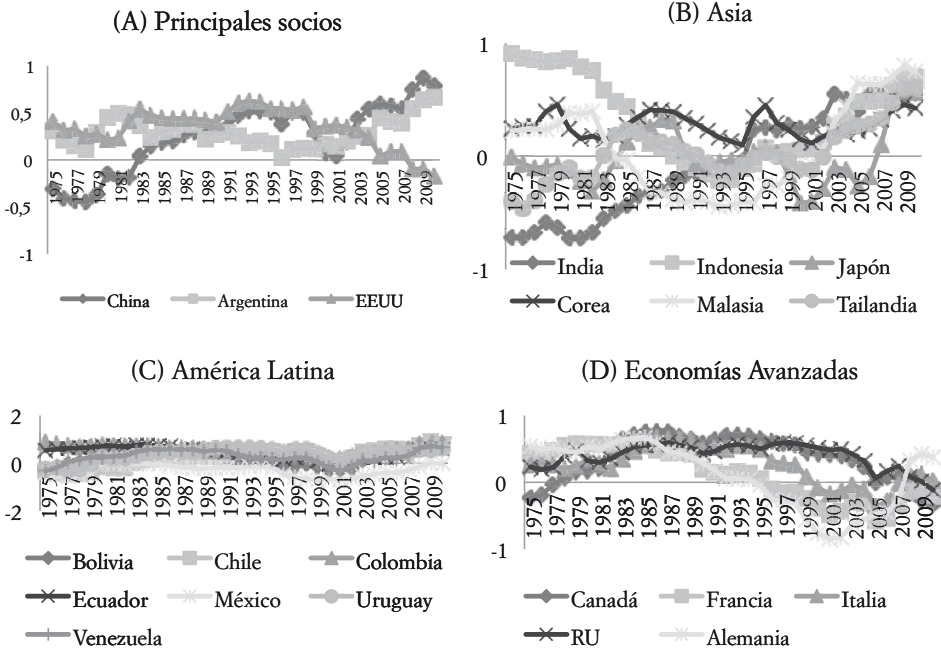 (A) Principales socios
1
0,5
0
-0,5
-1
1975 1977 1979 1981 1983 1985 1987 1989 1991 1993 1995 1997 1999 2001 2003 2005 2007 2009
China Argentina EEUU
(B) Asia
1
0
-1
1975 1977 1979 1981 1983 1985 1987 1989 1991 1993 1995 1997 1999 2001 2003 2005 2007 2009
India Indonesia Japón
Corea Malasia Tailandia
(C) América Latina
2
0
-2
1975 1977 1979 1981 1983 1985 1987 1989 1991 1993 1995 1997 1999 2001 2003 2005 2007 2009
Bolivia Chile Colombia
Ecuador México Uruguay
Venezuela
(D) Economías Avanzadas
1
0
-1
1975 1977 1979 1981 1983 1985 1987 1989 1991 1993 1995 1997 1999 2001 2003 2005 2007 2009
Canadá Francia Italia
RU Alemania